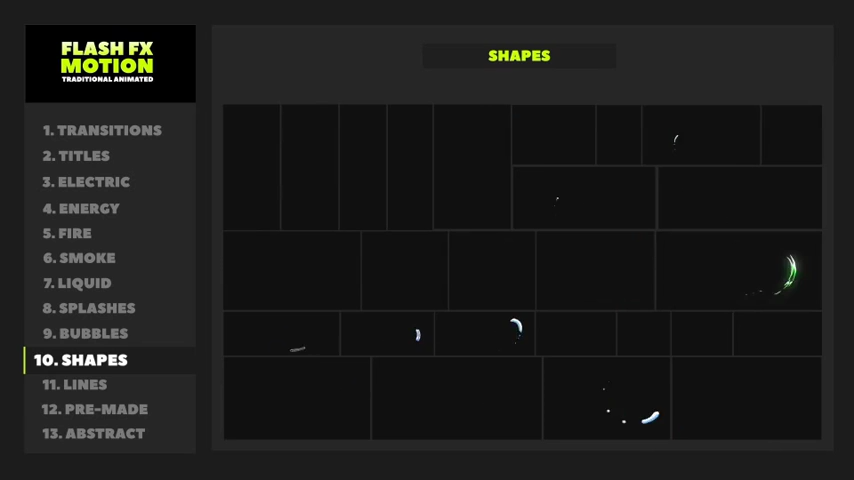 FLASH FX
MOTION
TRADITIONAL ANIMATED
1. TRANSITIONS
2. TITLES
3. ELECTRIC
4. ENERGY
5. FIRE
6. SMOKE
7. LIQUID
8. SPLASHES
9. BUBBLES
10. SHAPES
11. LINES
12. PRE-MADE
13. ABSTRACT
SHAPES